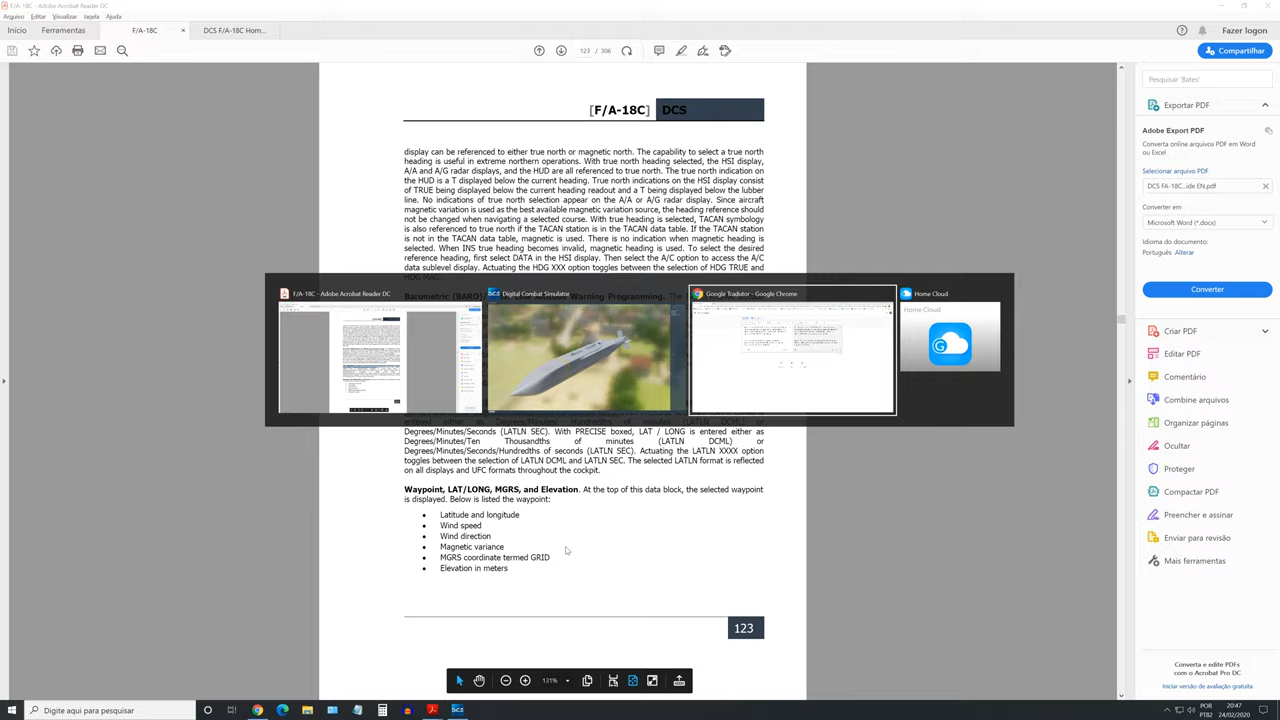 F/A-18C - Adobe Acrobat Reader DC
Arquivo Editar Visualizar Janela Ajuda
Início Ferramentas F/A-18C × DCS F/A-18C Horn...
Fazer logon
123 / 306
Compartilhar
[F/A-18C] DCS
display can be referenced to either true north or magnetic north. The capability to select a true north
heading is useful in extreme northern operations. With true north heading selected, the HSI display,
A/A and A/G radar displays, and the HUD are all referenced to true north. The true north indication on
the HUD is a T displayed below the current heading. True north indications on the HSI display consist
of TRUE being displayed below the current heading readout and a T being displayed below the lubber
line. No indications of true north selection appear on the A/A or A/G radar display. Since aircraft
magnetic variation is used as the best available magnetic variation source, the heading reference should
not be changed when navigating a selected course. With true heading is selected, TACAN symbology
is also referenced to true north if the TACAN station is in the TACAN data table. If the TACAN station
is not in the TACAN data table, magnetic is used. There is no indication when magnetic heading is
selected. When INS true heading becomes invalid, magnetic heading is used. To select the desired
reference heading, first select DATA in the HSI display. Then select the A/C option to access the A/C
data sublevel display. Actuating the HDG XXX option toggles between the selection of HDG TRUE and
F/A-18C - Adobe Acrobat Reader DC
Digital Combat Simulator
Google Tradutor - Google Chrome
Home Cloud
Home Cloud
Degrees/Minutes/Seconds (LATLN SEC). With PRECISE boxed, LAT / LONG is entered either as
Degrees/Minutes/Ten Thousandths of minutes (LATLN DCML) or
Degrees/Minutes/Seconds/Hundredths of seconds (LATLN SEC). Actuating the LATLN XXXX option
toggles between the selection of LATLN DCML and LATLN SEC. The selected LATLN format is reflected
on all displays and UFC formats throughout the cockpit.
Waypoint, LAT/LONG, MGRS, and Elevation. At the top of this data block, the selected waypoint
is displayed. Below is listed the waypoint:
• Latitude and longitude
• Wind speed
• Wind direction
• Magnetic variance
• MGRS coordinate termed GRID
• Elevation in meters
123
131%
Pesquisar 'Bates'
Exportar PDF
Adobe Export PDF
Converta online arquivos PDF em Word
ou Excel
Selecionar arquivo PDF
DCS FA-18C...ide EN.pdf
Converter em
Microsoft Word (*.docx)
Idioma do documento:
Português Alterar
Converter
Criar PDF
Editar PDF
Comentário
Combinar arquivos
Organizar páginas
Ocultar
Proteger
Compactar PDF
Preencher e assinar
Enviar para revisão
Mais ferramentas
Converta e edite PDFs
com o Acrobat Pro DC
Iniciar versão de avaliação gratuita
Digite aqui para pesquisar
POR
PTB2
20:47
24/02/2020